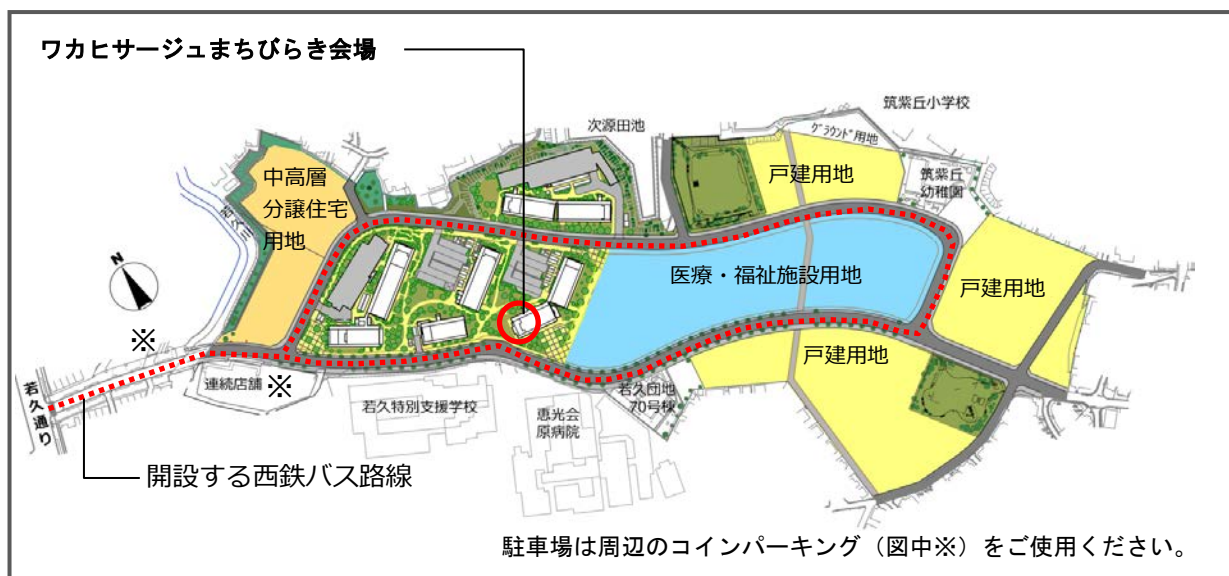 ワカヒサージュまちびらき会場
筑紫丘小学校
次源田池
グラウンド用地
中高層
分譲住宅
用地
戸建用地
筑紫丘
幼稚園
若久川
N
医療・福祉施設用地
戸建用地
※
戸建用地
連続店舗
※
若久団地
70号棟
若久特別支援学校
恵光会
原病院
若久通り
開設する西鉄バス路線
駐車場は周辺のコインパーキング（図中※）をご使用ください。